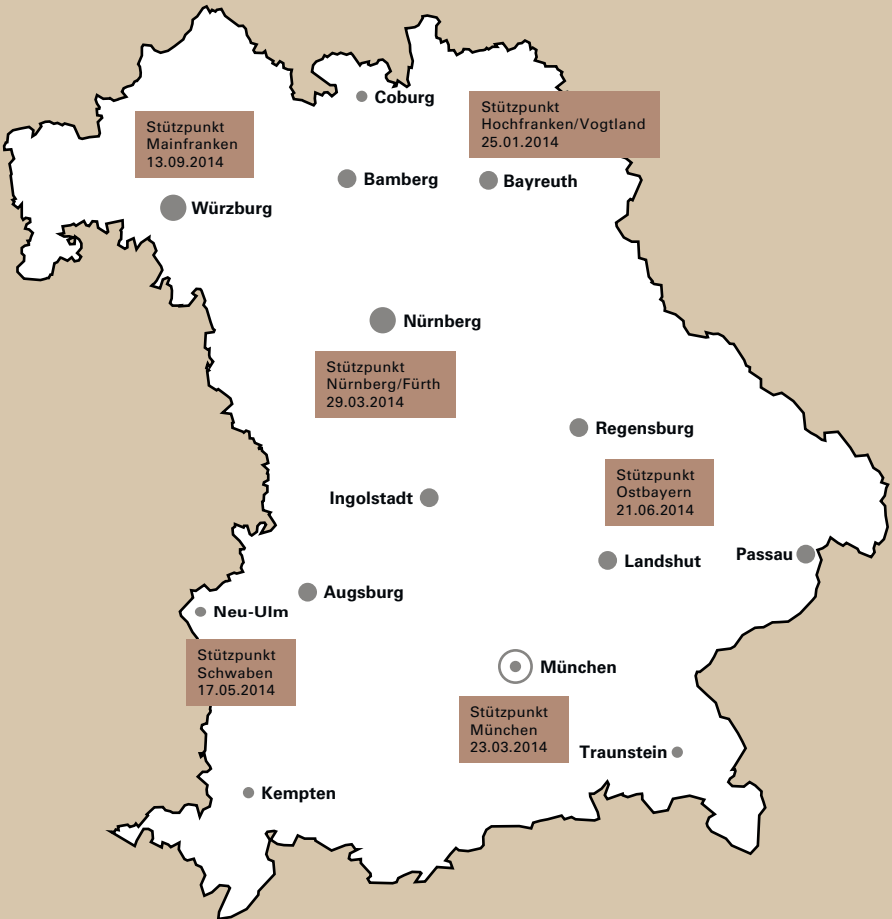 Coburg
Stützpunkt
Hochfranken/Vogtland
25.01.2014
Stützpunkt
Mainfranken
13.09.2014
Bamberg
Bayreuth
Würzburg
Nürnberg
Stützpunkt
Nürnberg/Fürth
29.03.2014
Regensburg
Stützpunkt
Ostbayern
21.06.2014
Ingolstadt
Landshut
Passau
Augsburg
Neu-Ulm
Stützpunkt
Schwaben
17.05.2014
München
Stützpunkt
München
23.03.2014
Traunstein
Kempten